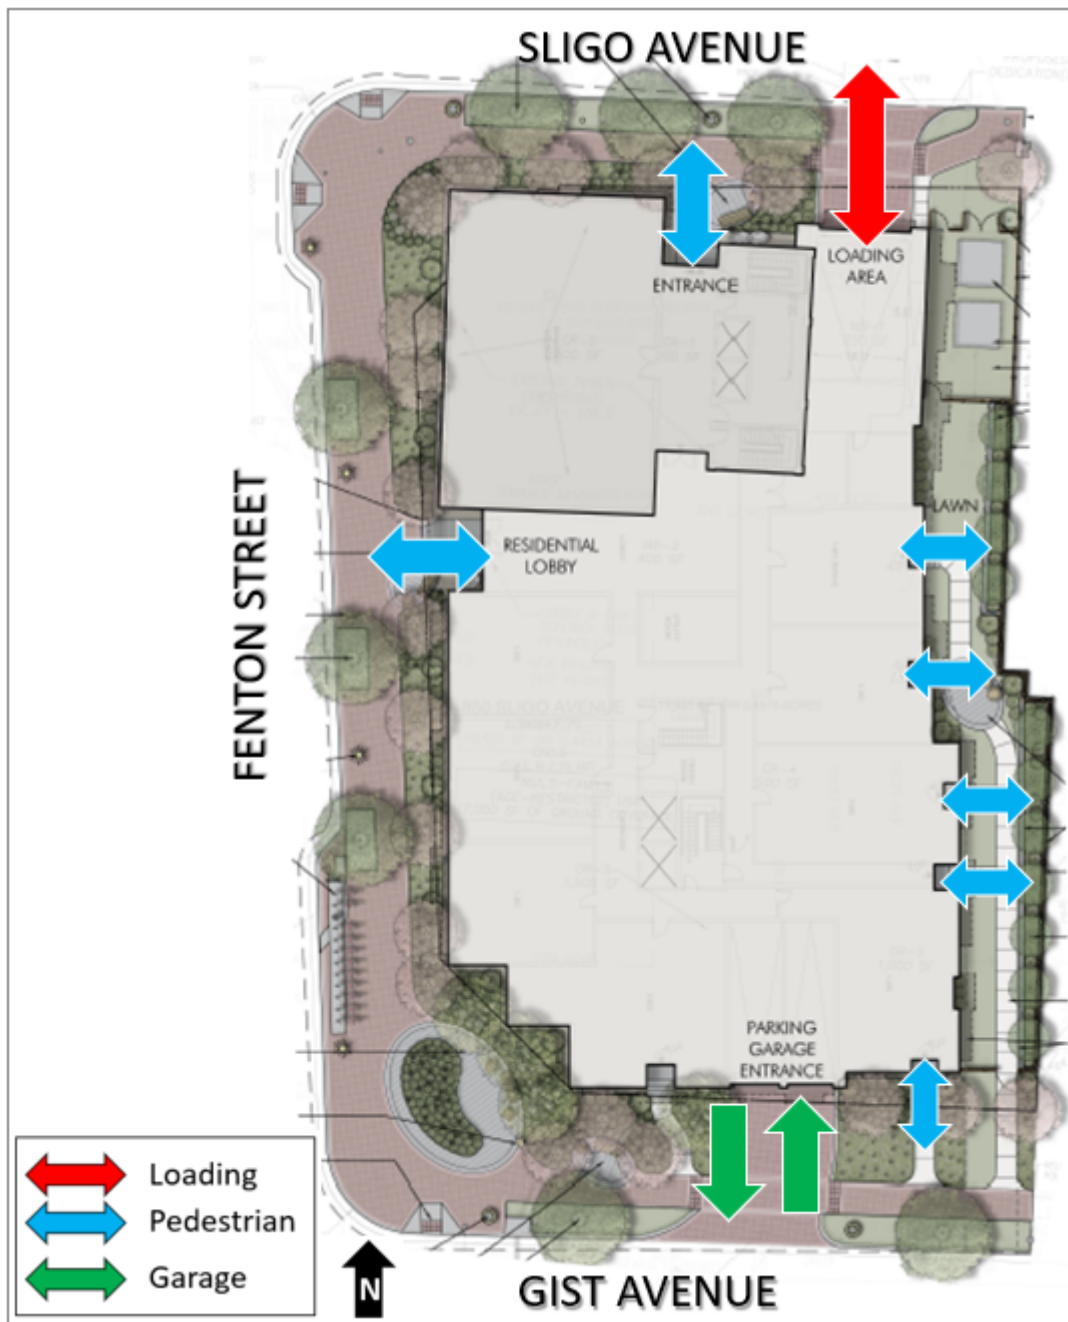 SLIGO AVENUE
LOADING
AREA
ENTRANCE
LAWN
RESIDENTIAL
LOBBY
FENTON STREET
PARKING
GARAGE
ENTRANCE
Loading
Pedestrian
Garage
N
GIST AVENUE